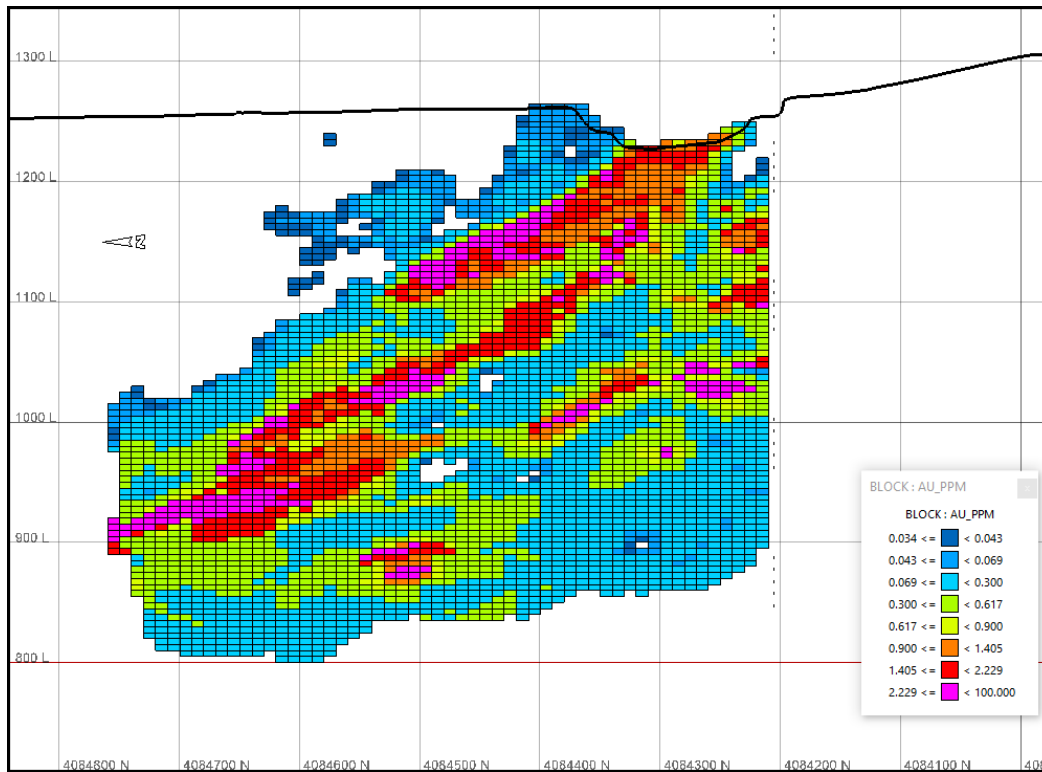 1300 L
1200 L
N
1100 L
1000 L
900 L
800 L
BLOCK : AU_PPM
BLOCK : AU_PPM
0.034 <= < 0.043
0.043 <= < 0.069
0.069 <= < 0.300
0.300 <= < 0.617
0.617 <= < 0.900
0.900 <= < 1.405
1.405 <= < 2.229
2.229 <= < 100.000
4084800 N 4084700 N 4084600 N 4084500 N 4084400 N 4084300 N 4084200 N 4084100 N